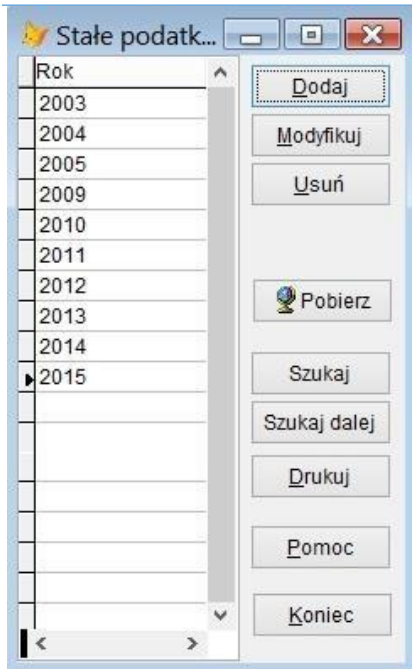 Stałe podatk...
Rok
2003
2004
2005
2009
2010
2011
2012
2013
2014
2015
Dodaj
Modyfikuj
Usuń
Pobierz
Szukaj
Szukaj dalej
Drukuj
Pomoc
Koniec